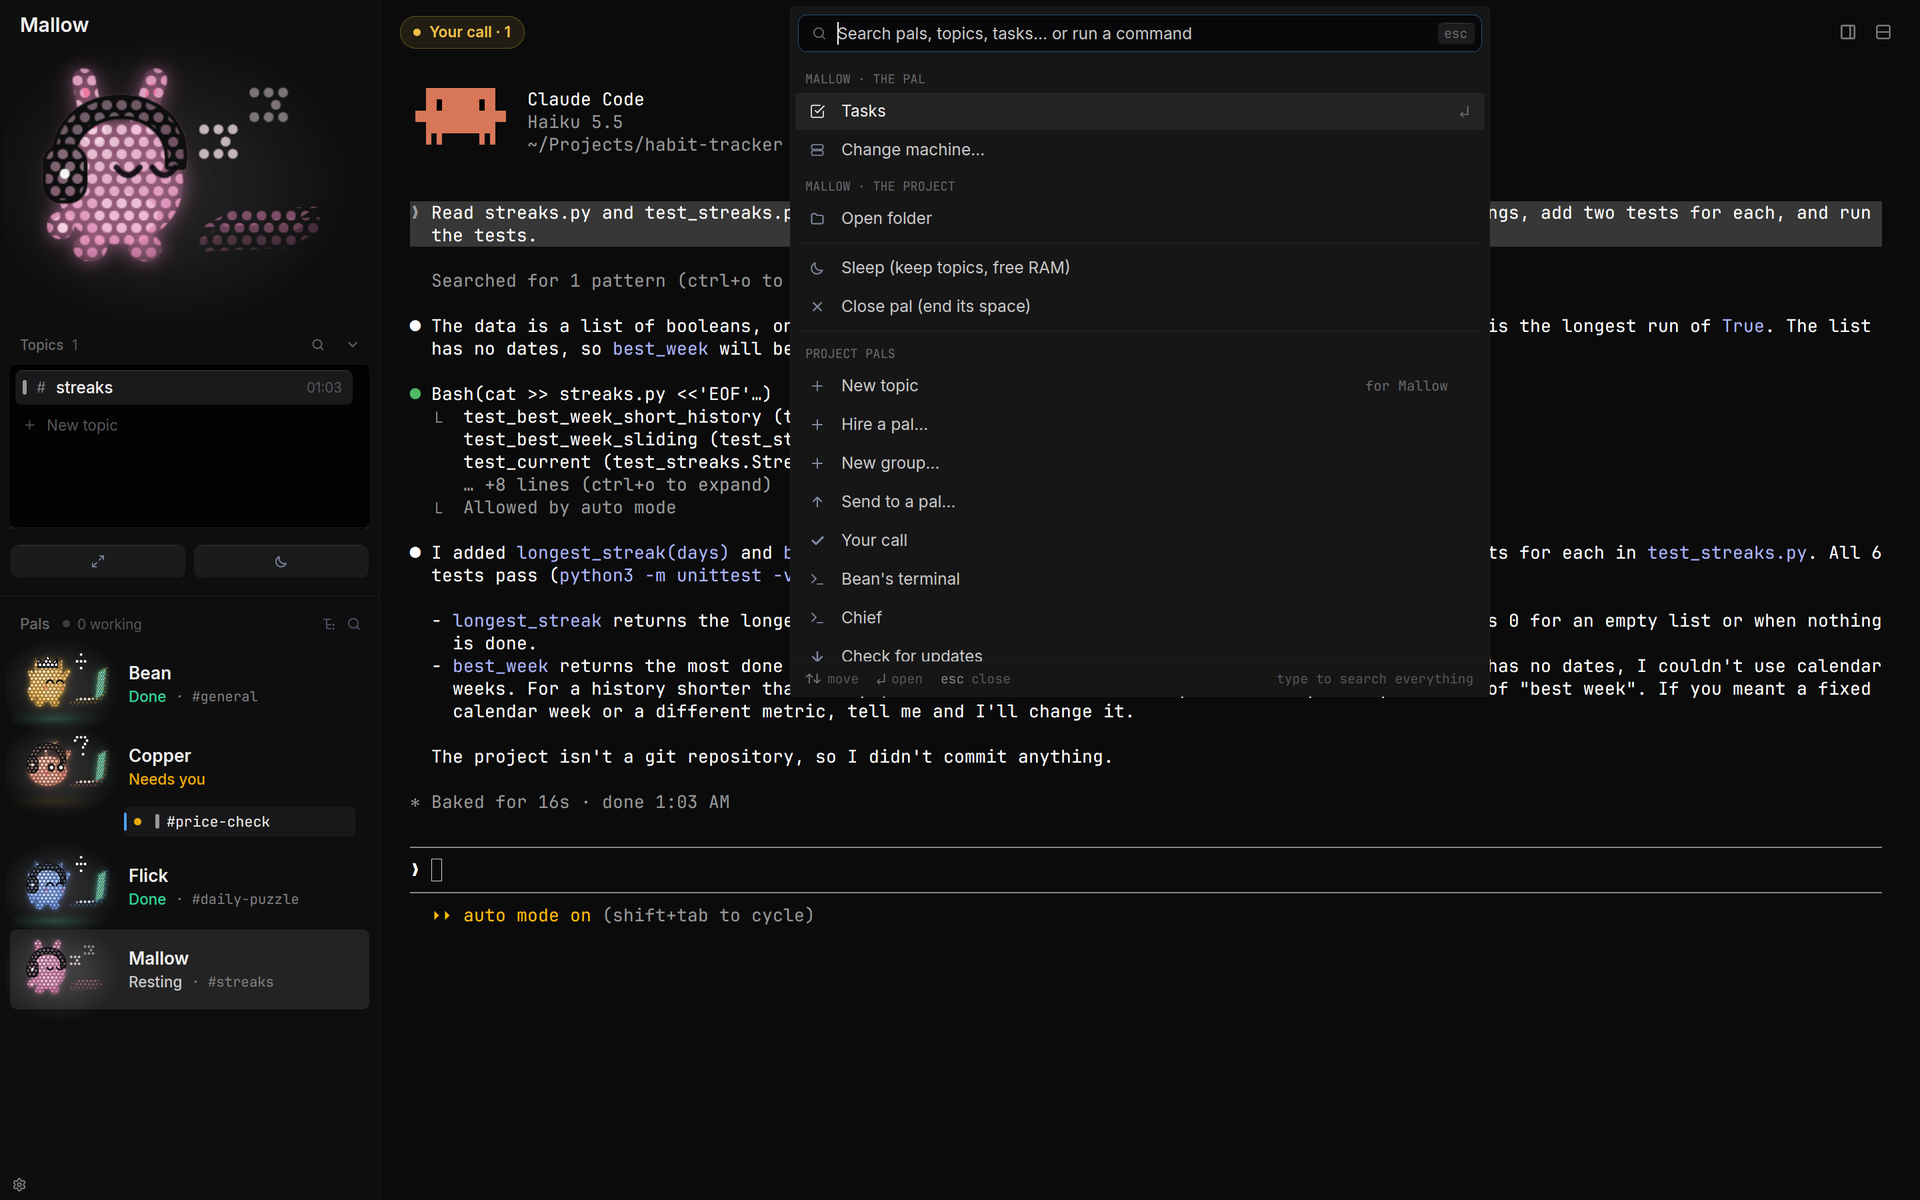 Mallow
Your call · 1
Search pals, topics, tasks... or run a command
esc
MALLOW · THE PAL
Tasks
Change machine...
MALLOW · THE PROJECT
Open folder
Sleep (keep topics, free RAM)
Close pal (end its space)
PROJECT PALS
New topic
for Mallow
Hire a pal...
New group...
Send to a pal...
Your call
Bean's terminal
Chief
Check for updates
move
open
esc close
type to search everything
Claude Code
Haiku 5.5
~/Projects/habit-tracker
❯ Read streaks.py and test_streaks.p
ngs, add two tests for each, and run
the tests.
Searched for 1 pattern (ctrl+o to
The data is a list of booleans, or
is the longest run of True. The list
has no dates, so best_week will be
Bash(cat >> streaks.py <<'EOF'…)
test_best_week_short_history (t
test_best_week_sliding (test_st
test_current (test_streaks.Stre
… +8 lines (ctrl+o to expand)
Allowed by auto mode
I added longest_streak(days) and b
ts for each in test_streaks.py. All 6
tests pass (python3 -m unittest -v
- longest_streak returns the longe
s 0 for an empty list or when nothing
is done.
- best_week returns the most done
has no dates, I couldn't use calendar
weeks. For a history shorter tha
of "best week". If you meant a fixed
calendar week or a different metric, tell me and I'll change it.
The project isn't a git repository, so I didn't commit anything.
* Baked for 16s · done 1:03 AM
❯
auto mode on (shift+tab to cycle)
Topics 1
# streaks 01:03
+ New topic
Pals
0 working
Bean
Done · #general
?
Copper
Needs you
#price-check
Flick
Done · #daily-puzzle
Mallow
Resting · #streaks